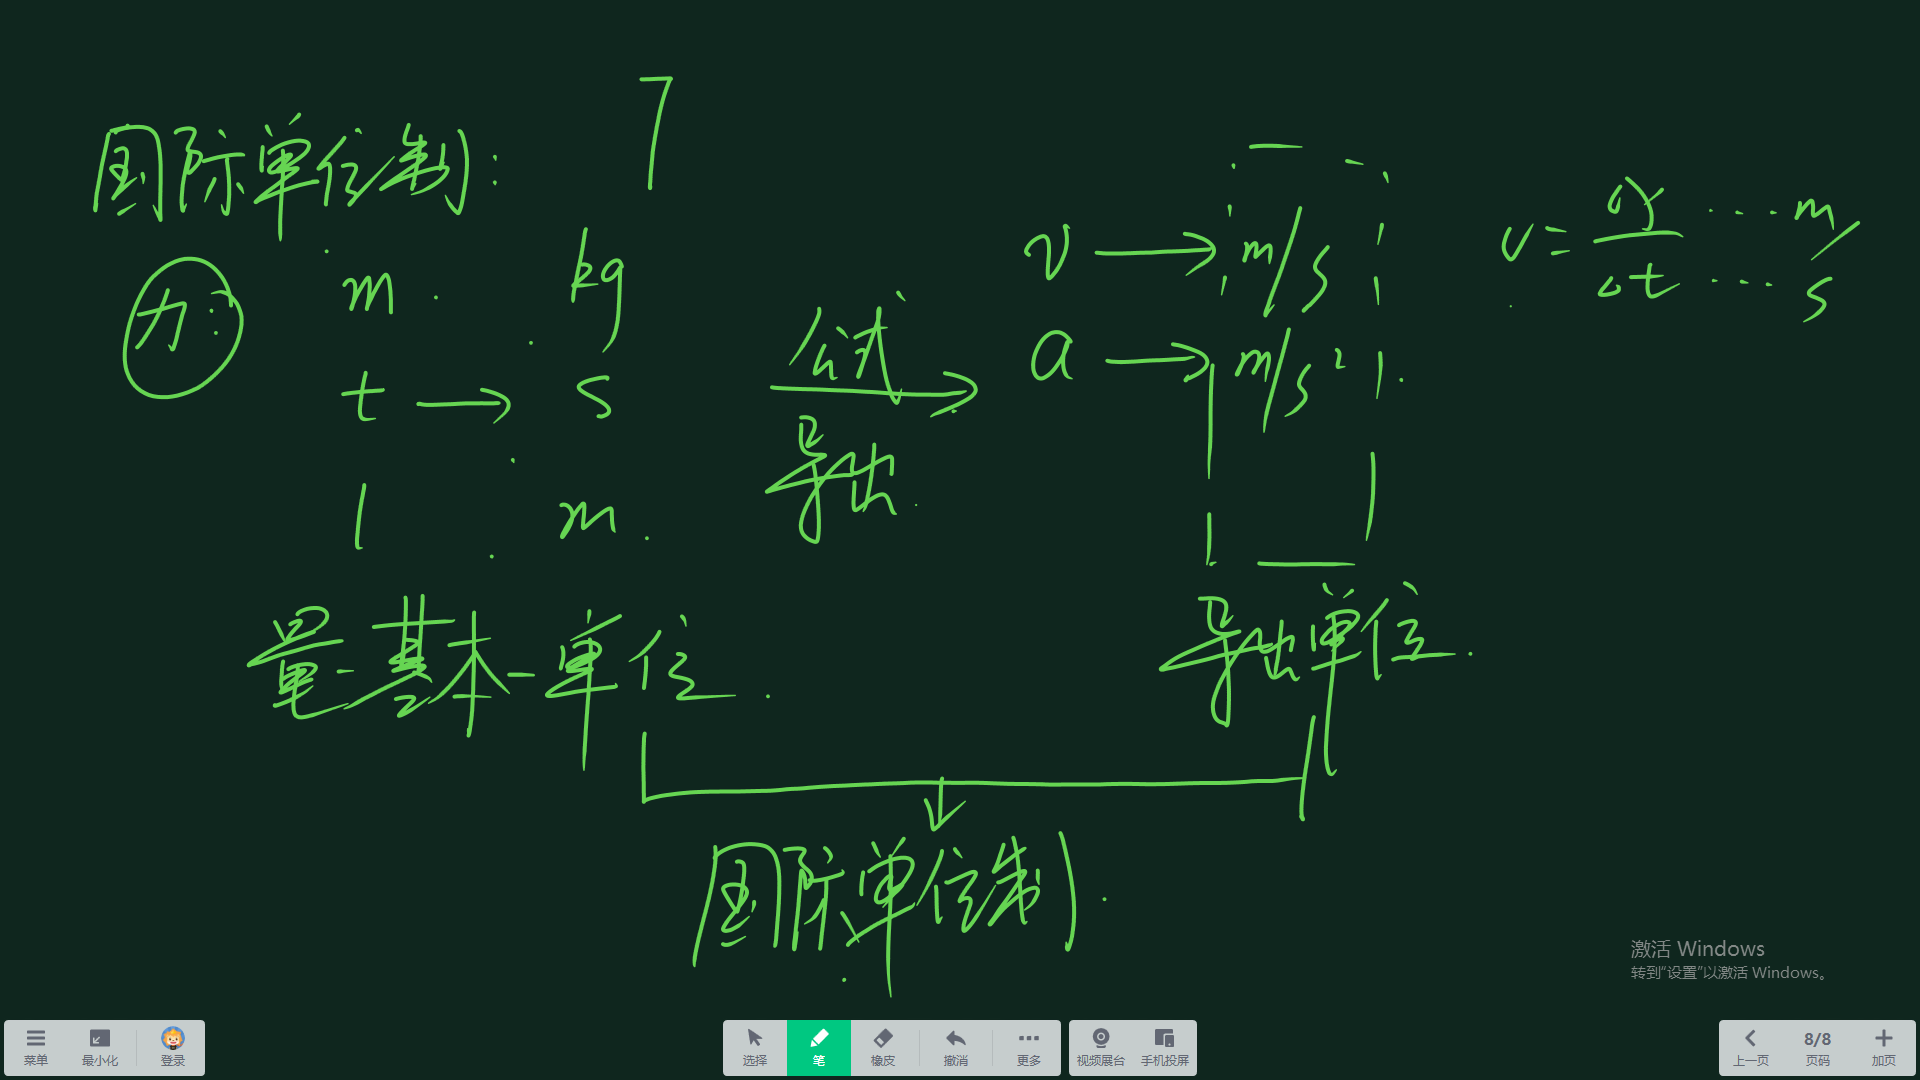 国际单位制: 7
力:
m. kg
t → s
l m.
公式
导出.
v → m/s
a → m/s²
v = Δx ... m
Δt ... s
量-基本-单位.
导出单位.
国际单位制.
激活 Windows
转到“设置”以激活 Windows。
菜单 最小化 登录 选择 笔 橡皮 撤消 更多 视频展台 手机投屏 上一页 8/8 页码 加页